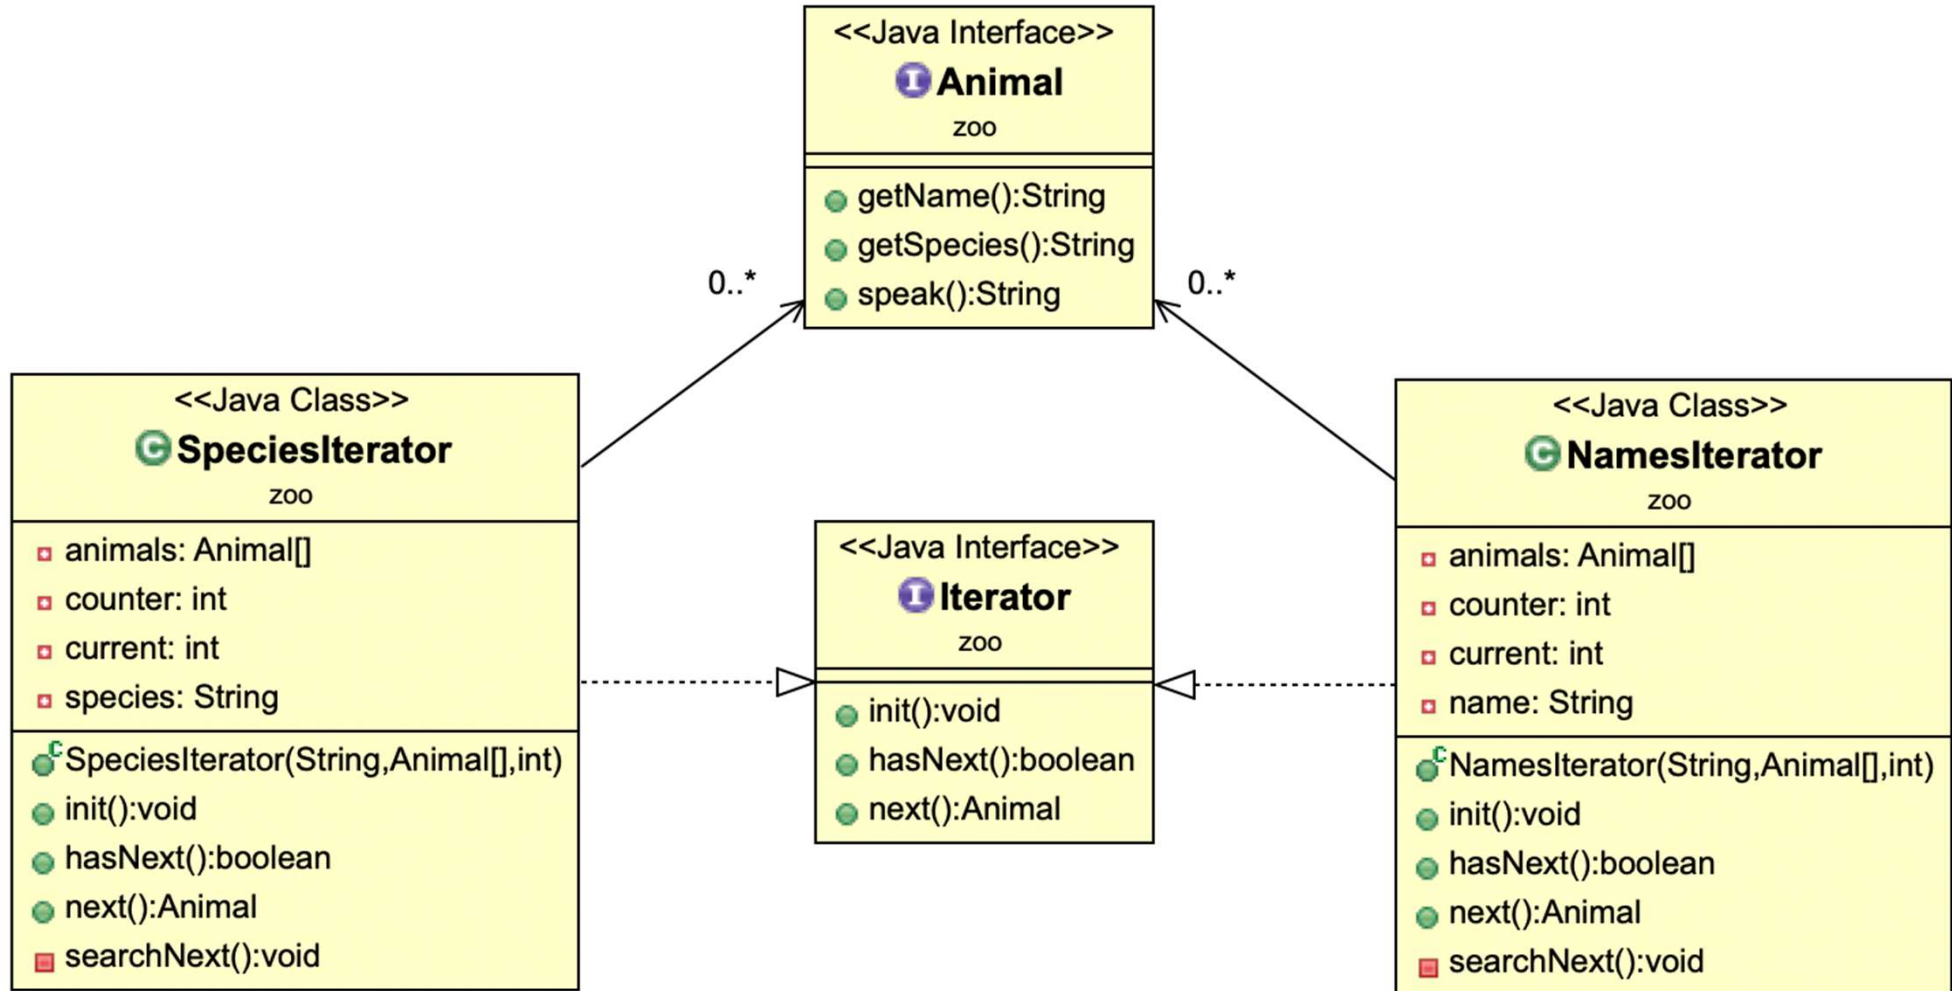 <<Java Interface>>
Animal
zoo
getName():String
getSpecies():String
speak():String
0..*
0..*
<<Java Class>>
SpeciesIterator
zoo
animals: Animal[]
counter: int
current: int
species: String
SpeciesIterator(String,Animal[],int)
init():void
hasNext():boolean
next():Animal
searchNext():void
<<Java Interface>>
Iterator
zoo
init():void
hasNext():boolean
next():Animal
<<Java Class>>
NamesIterator
zoo
animals: Animal[]
counter: int
current: int
name: String
NamesIterator(String,Animal[],int)
init():void
hasNext():boolean
next():Animal
searchNext():void